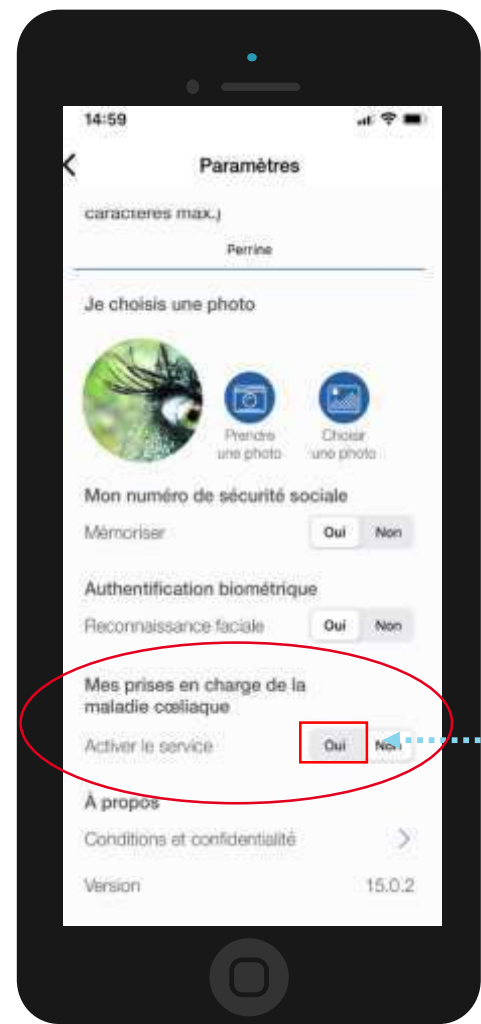 14:59
Paramètres
caractères max.)
Perrine
Je choisis une photo
Prendre
une photo
Choisir
une photo
Mon numéro de sécurité sociale
Mémoriser
Oui Non
Authentification biométrique
Reconnaissance faciale
Oui Non
Mes prises en charge de la
maladie cœliaque
Activer le service
Oui Non
À propos
Conditions et confidentialité
Version 15.0.2